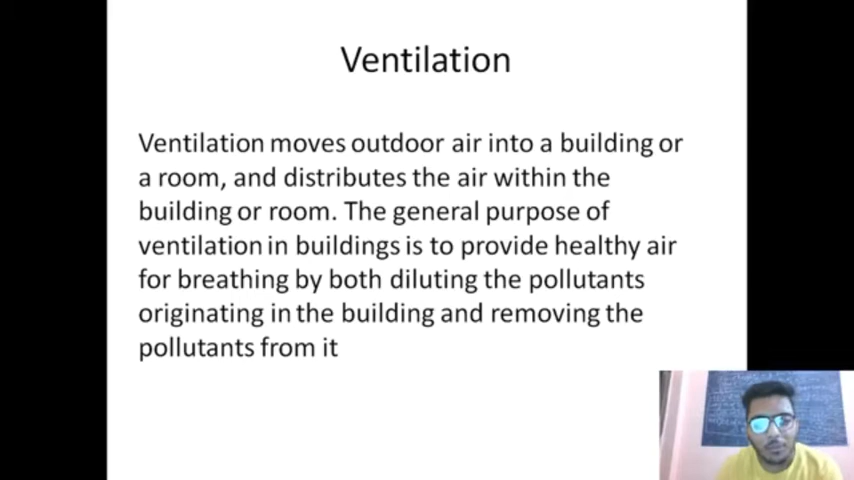 Ventilation
Ventilation moves outdoor air into a building or
a room, and distributes the air within the
building or room. The general purpose of
ventilation in buildings is to provide healthy air
for breathing by both diluting the pollutants
originating in the building and removing the
pollutants from it